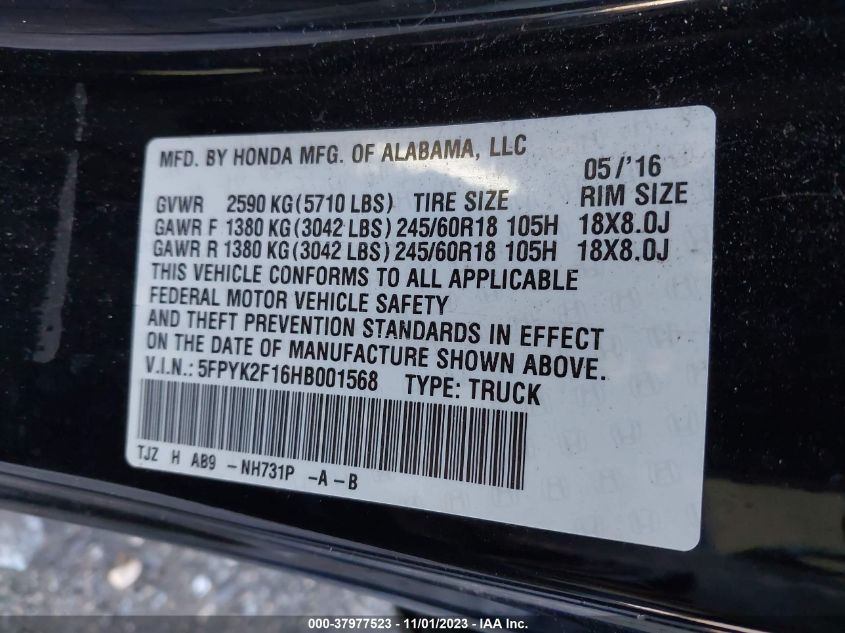 MFD. BY HONDA MFG. OF ALABAMA, LLC 05/'16
GVWR 2590 KG(5710 LBS) TIRE SIZE RIM SIZE
GAWR F 1380 KG(3042 LBS) 245/60R18 105H 18X8.0J
GAWR R 1380 KG(3042 LBS) 245/60R18 105H 18X8.0J
THIS VEHICLE CONFORMS TO ALL APPLICABLE
FEDERAL MOTOR VEHICLE SAFETY
AND THEFT PREVENTION STANDARDS IN EFFECT
ON THE DATE OF MANUFACTURE SHOWN ABOVE.
V.I.N.: 5FPYK2F16HB001568 TYPE: TRUCK
TJZ H AB9 -NH731P -A-B
000-37977523 - 11/01/2023 - IAA Inc.